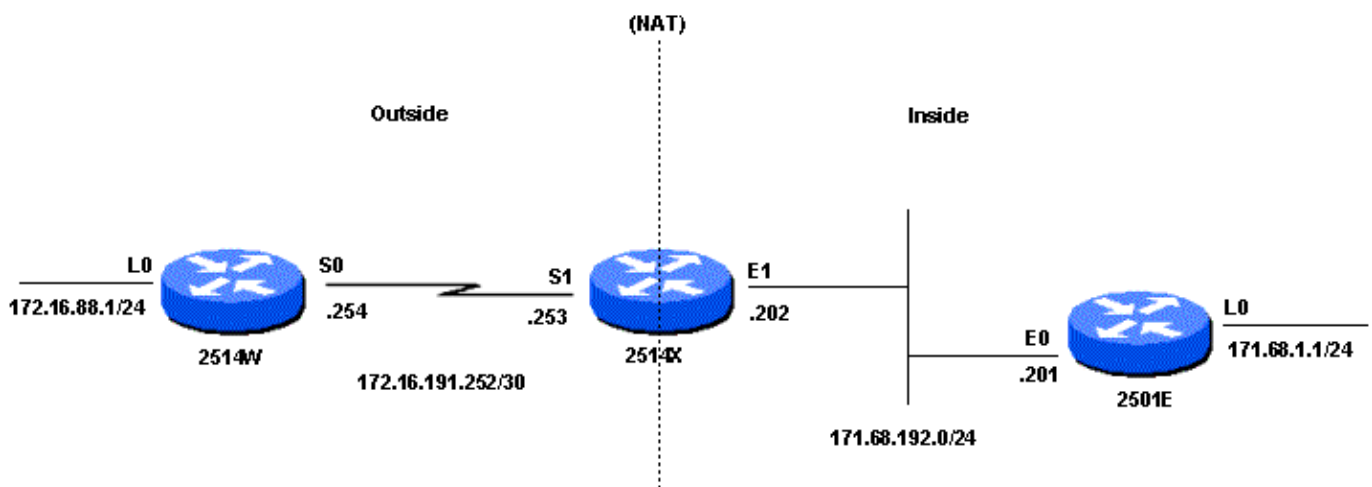 (NAT)
Outside
Inside
L0
172.16.88.1/24
2514W
S0
.254
172.16.191.252/30
S1
.253
2514X
E1
.202
171.68.192.0/24
E0
.201
2501E
L0
171.68.1.1/24